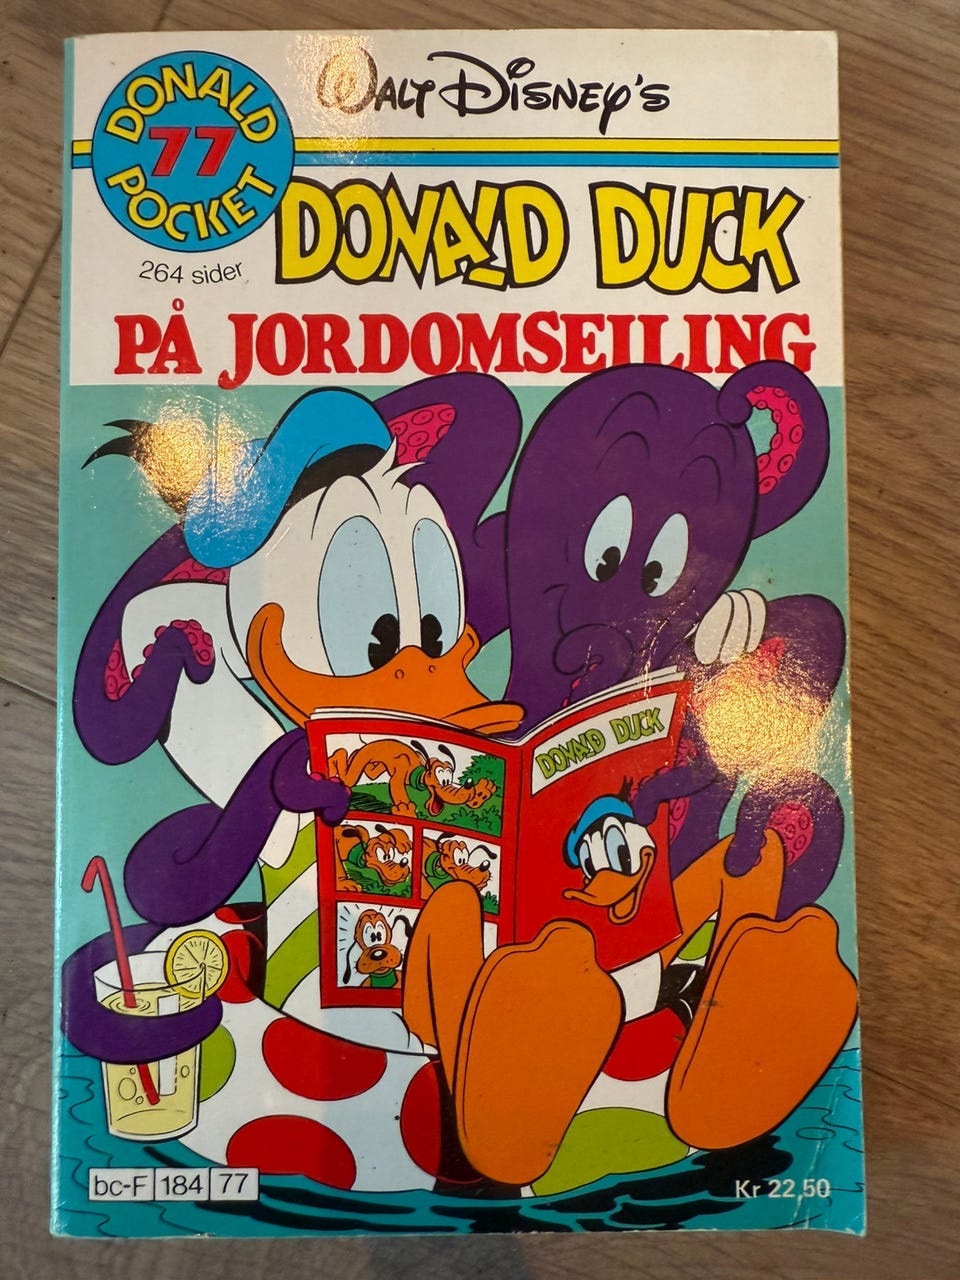 DONALD
77
POCKET
WALT DISNEY'S
DONALD DUCK
264 sider
PÅ JORDOMSEILING
DONALD DUCK
bc-F 184 77
Kr 22,50